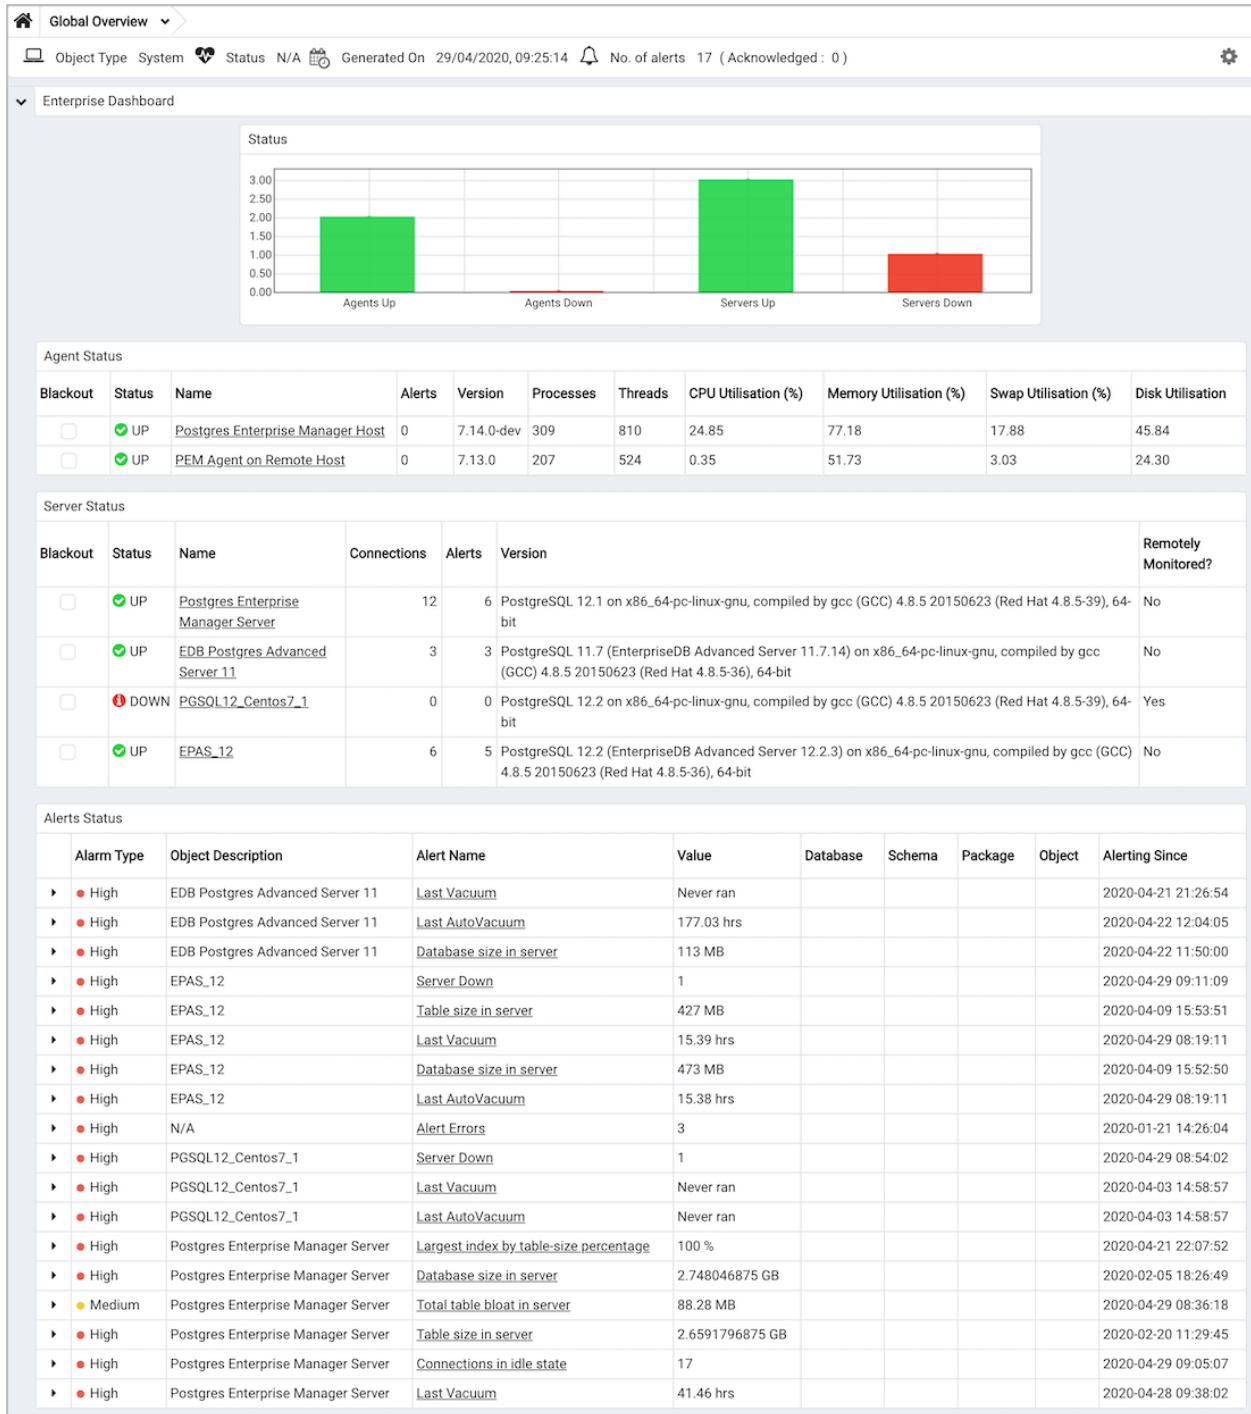 Global Overview
Object Type System Status N/A Generated On 29/04/2020, 09:25:14 No. of alerts 17 ( Acknowledged : 0 )
Enterprise Dashboard
Status
3.00
2.50
2.00
1.50
1.00
0.50
0.00
Agents Up Agents Down Servers Up Servers Down
Agent Status
Blackout Status Name Alerts Version Processes Threads CPU Utilisation (%) Memory Utilisation (%) Swap Utilisation (%) Disk Utilisation
UP Postgres Enterprise Manager Host 0 7.14.0-dev 309 810 24.85 77.18 17.88 45.84
UP PEM Agent on Remote Host 0 7.13.0 207 524 0.35 51.73 3.03 24.30
Server Status
Blackout Status Name Connections Alerts Version Remotely
Monitored?
UP Postgres Enterprise 12 6 PostgreSQL 12.1 on x86_64-pc-linux-gnu, compiled by gcc (GCC) 4.8.5 20150623 (Red Hat 4.8.5-39), 64- No
Manager Server bit
UP EDB Postgres Advanced 3 3 PostgreSQL 11.7 (EnterpriseDB Advanced Server 11.7.14) on x86_64-pc-linux-gnu, compiled by gcc No
Server 11 (GCC) 4.8.5 20150623 (Red Hat 4.8.5-36), 64-bit
DOWN PGSQL12_Centos7_1 0 0 PostgreSQL 12.2 on x86_64-pc-linux-gnu, compiled by gcc (GCC) 4.8.5 20150623 (Red Hat 4.8.5-39), 64- Yes
bit
UP EPAS_12 6 5 PostgreSQL 12.2 (EnterpriseDB Advanced Server 12.2.3) on x86_64-pc-linux-gnu, compiled by gcc (GCC) No
4.8.5 20150623 (Red Hat 4.8.5-36), 64-bit
Alerts Status
Alarm Type Object Description Alert Name Value Database Schema Package Object Alerting Since
High EDB Postgres Advanced Server 11 Last Vacuum Never ran 2020-04-21 21:26:54
High EDB Postgres Advanced Server 11 Last AutoVacuum 177.03 hrs 2020-04-22 12:04:05
High EDB Postgres Advanced Server 11 Database size in server 113 MB 2020-04-22 11:50:00
High EPAS_12 Server Down 1 2020-04-29 09:11:09
High EPAS_12 Table size in server 427 MB 2020-04-09 15:53:51
High EPAS_12 Last Vacuum 15.39 hrs 2020-04-29 08:19:11
High EPAS_12 Database size in server 473 MB 2020-04-09 15:52:50
High EPAS_12 Last AutoVacuum 15.38 hrs 2020-04-29 08:19:11
High N/A Alert Errors 3 2020-01-21 14:26:04
High PGSQL12_Centos7_1 Server Down 1 2020-04-29 08:54:02
High PGSQL12_Centos7_1 Last Vacuum Never ran 2020-04-03 14:58:57
High PGSQL12_Centos7_1 Last AutoVacuum Never ran 2020-04-03 14:58:57
High Postgres Enterprise Manager Server Largest index by table-size percentage 100 % 2020-04-21 22:07:52
High Postgres Enterprise Manager Server Database size in server 2.748046875 GB 2020-02-05 18:26:49
Medium Postgres Enterprise Manager Server Total table bloat in server 88.28 MB 2020-04-29 08:36:18
High Postgres Enterprise Manager Server Table size in server 2.6591796875 GB 2020-02-20 11:29:45
High Postgres Enterprise Manager Server Connections in idle state 17 2020-04-29 09:05:07
High Postgres Enterprise Manager Server Last Vacuum 41.46 hrs 2020-04-28 09:38:02